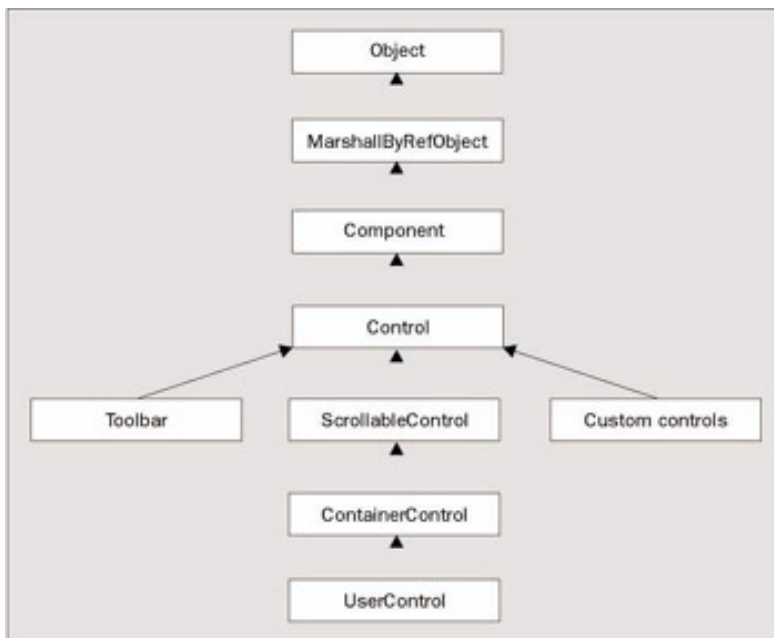 Object
MarshallByRefObject
Component
Control
Toolbar
ScrollableControl
Custom controls
ContainerControl
UserControl